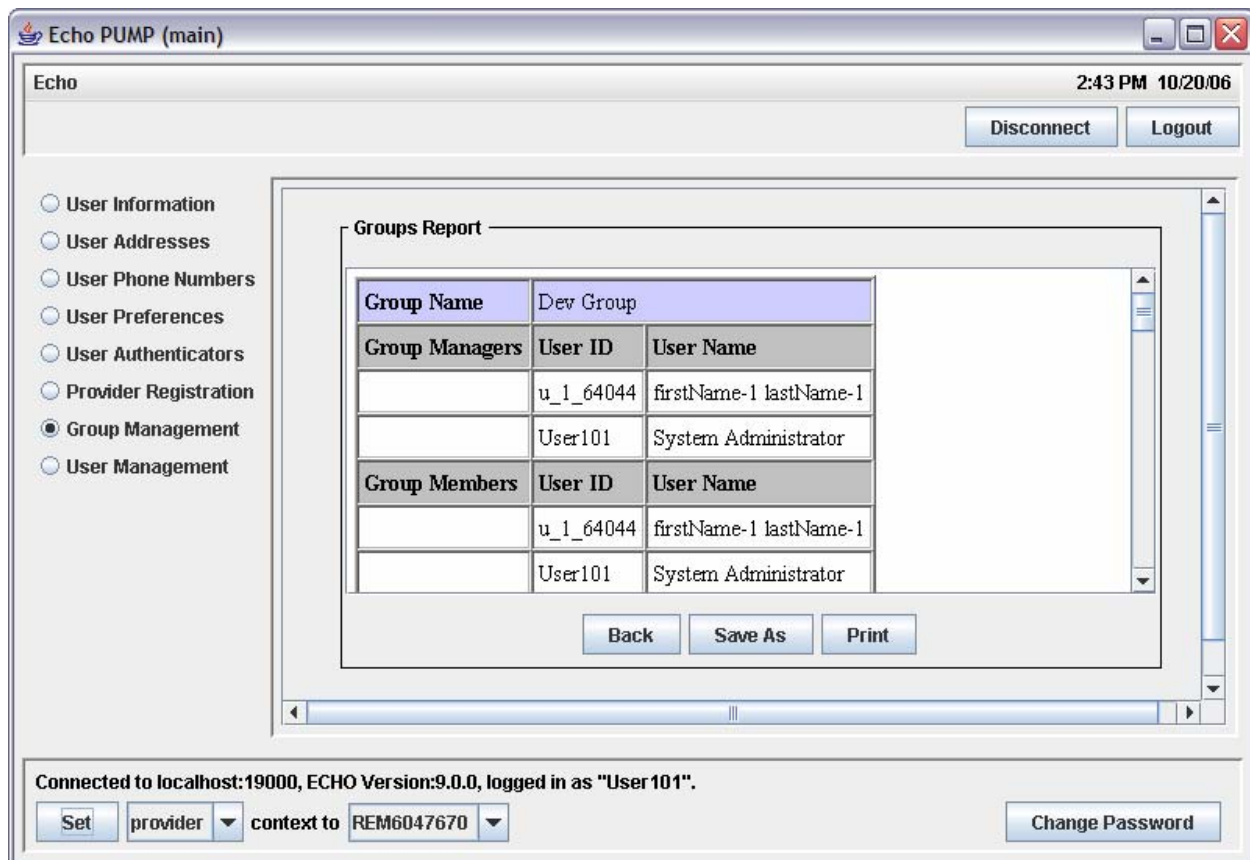 Echo PUMP (main)
Echo 2:43 PM 10/20/06
Disconnect Logout
User Information
User Addresses
User Phone Numbers
User Preferences
User Authenticators
Provider Registration
Group Management
User Management
Groups Report
Group Name Dev Group
Group Managers User ID User Name
u_1_64044 firstName-1 lastName-1
User101 System Administrator
Group Members User ID User Name
u_1_64044 firstName-1 lastName-1
User101 System Administrator
Back Save As Print
Connected to localhost:19000, ECHO Version:9.0.0, logged in as "User101".
Set provider context to REM6047670 Change Password